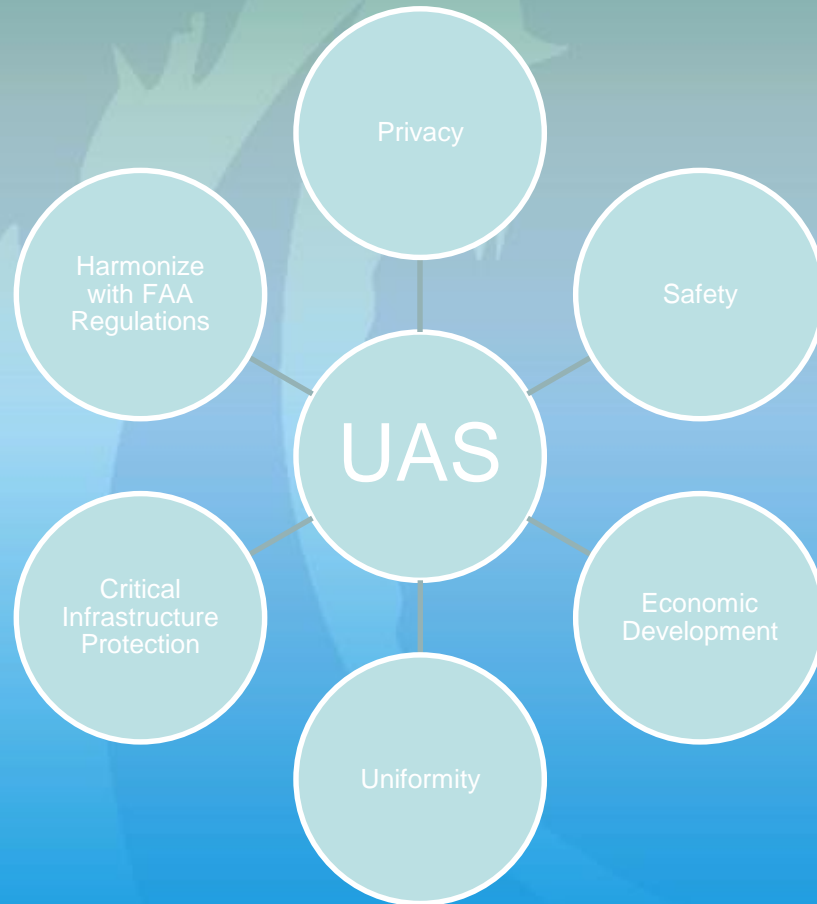 Privacy
Harmonize
with FAA
Regulations
Safety
UAS
Critical
Infrastructure
Protection
Economic
Development
Uniformity